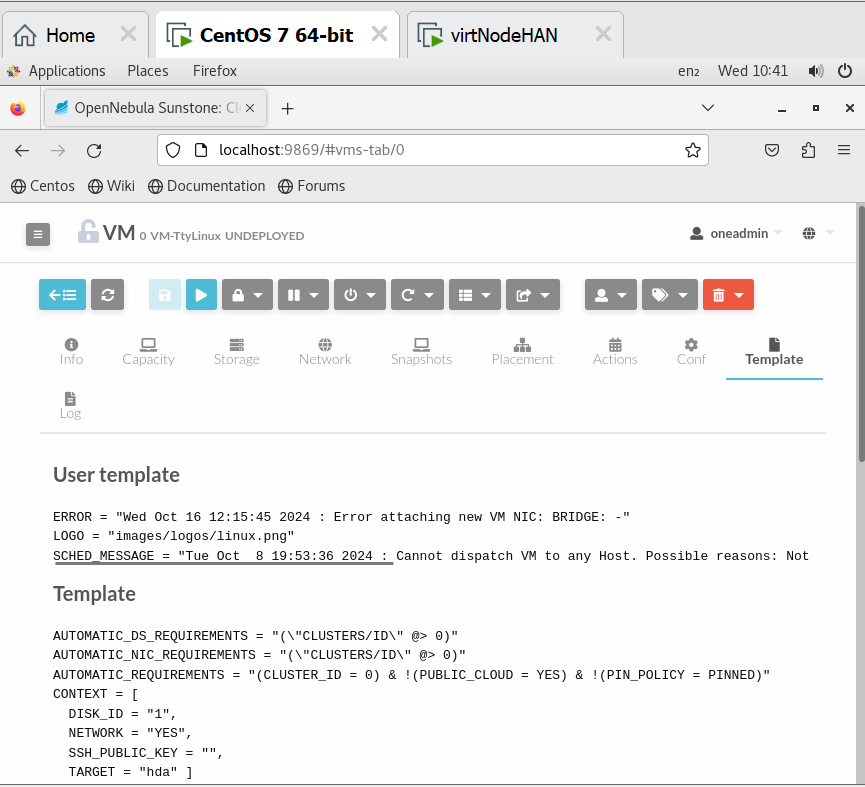 Home
CentOS 7 64-bit
virtNodeHAN
Applications Places Firefox en₂ Wed 10:41
OpenNebula Sunstone: Cl
localhost:9869/#vms-tab/0
Centos Wiki Documentation Forums
VM 0 VM-TtyLinux UNDEPLOYED oneadmin
Info Capacity Storage Network Snapshots Placement Actions Conf Template
Log
User template
ERROR = "Wed Oct 16 12:15:45 2024 : Error attaching new VM NIC: BRIDGE: -"
LOGO = "images/logos/linux.png"
SCHED_MESSAGE = "Tue Oct  8 19:53:36 2024 : Cannot dispatch VM to any Host. Possible reasons: Not
Template
AUTOMATIC_DS_REQUIREMENTS = "(\"CLUSTERS/ID\" @> 0)"
AUTOMATIC_NIC_REQUIREMENTS = "(\"CLUSTERS/ID\" @> 0)"
AUTOMATIC_REQUIREMENTS = "(CLUSTER_ID = 0) & !(PUBLIC_CLOUD = YES) & !(PIN_POLICY = PINNED)"
CONTEXT = [
  DISK_ID = "1",
  NETWORK = "YES",
  SSH_PUBLIC_KEY = "",
  TARGET = "hda" ]